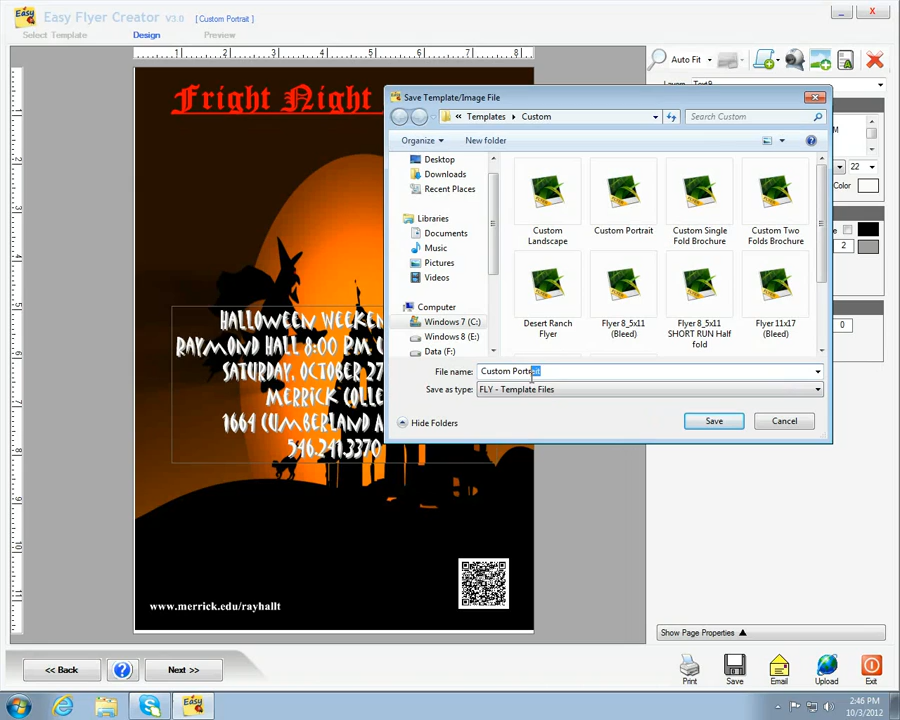 Easy Flyer Creator v3.0 [Custom Portrait]
Select Template Design Preview
Auto Fit
Fright Night
Save Template/Image File
« Templates Custom
Search Custom
Organize New folder
Desktop
Downloads
Recent Places
Libraries
Documents
Music
Pictures
Videos
Computer
Windows 7 (C:)
Windows 8 (E:)
Data (F:)
Custom Landscape
Custom Portrait
Custom Single Fold Brochure
Custom Two Folds Brochure
Desert Ranch Flyer
Flyer 8_5x11 (Bleed)
Flyer 8_5x11 SHORT RUN Half fold
Flyer 11x17 (Bleed)
File name: Custom Portrait
Save as type: FLY - Template Files
Hide Folders Save Cancel
22
Color
2
0
HALLOWEEN WEEKEN
RAYMOND HALL 8:00 PM
SATURDAY, OCTOBER 27
MERRICK COLLE
1664 CUMBERLAND A
546.241.3370
www.merrick.edu/rayhallt
Show Page Properties
<< Back ? Next >>
Print Save Email Upload Exit
2:46 PM
10/3/2012